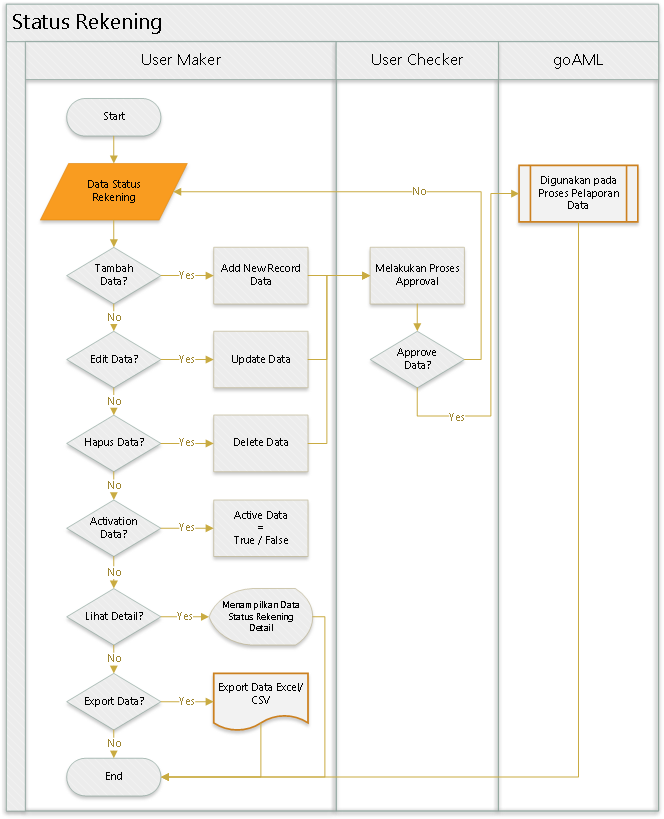 Status Rekening
User Maker
User Checker
goAML
Start
Data Status
Rekening
No
Digunakan pada
Proses Pelaporan
Data
Tambah
Data?
Yes
Add New Record
Data
Melakukan Proses
Approval
No
Edit Data?
Yes
Update Data
Approve
Data?
No
Yes
Hapus Data?
Yes
Delete Data
No
Activation
Data?
Yes
Active Data
=
True / False
No
Lihat Detail?
Yes
Menampilkan Data
Status Rekening
Detail
No
Export Data?
Yes
Export Data Excel/
CSV
No
End